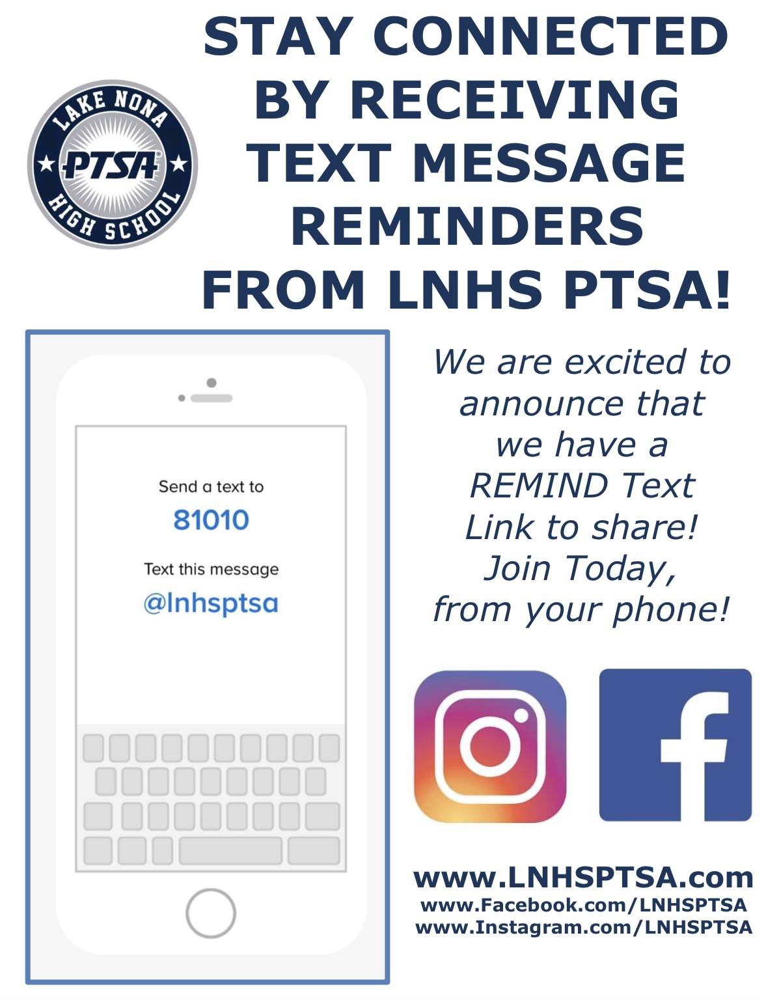 STAY CONNECTED
BY RECEIVING
TEXT MESSAGE
REMINDERS
FROM LNHS PTSA!
LAKE NONA
PTSA®
HIGH SCHOOL
Send a text to
81010
Text this message
@lnhsptsa
We are excited to
announce that
we have a
REMIND Text
Link to share!
Join Today,
from your phone!
www.LNHSPTSA.com
www.Facebook.com/LNHSPTSA
www.Instagram.com/LNHSPTSA